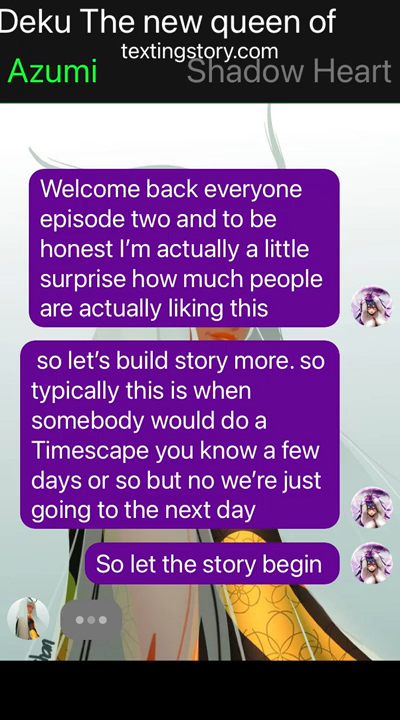 Deku The new queen of
textingstory.com
Azumi
Shadow Heart
Welcome back everyone
episode two and to be
honest I'm actually a little
surprise how much people
are actually liking this
so let's build story more. so
typically this is when
somebody would do a
Timescape you know a few
days or so but no we're just
going to the next day
So let the story begin